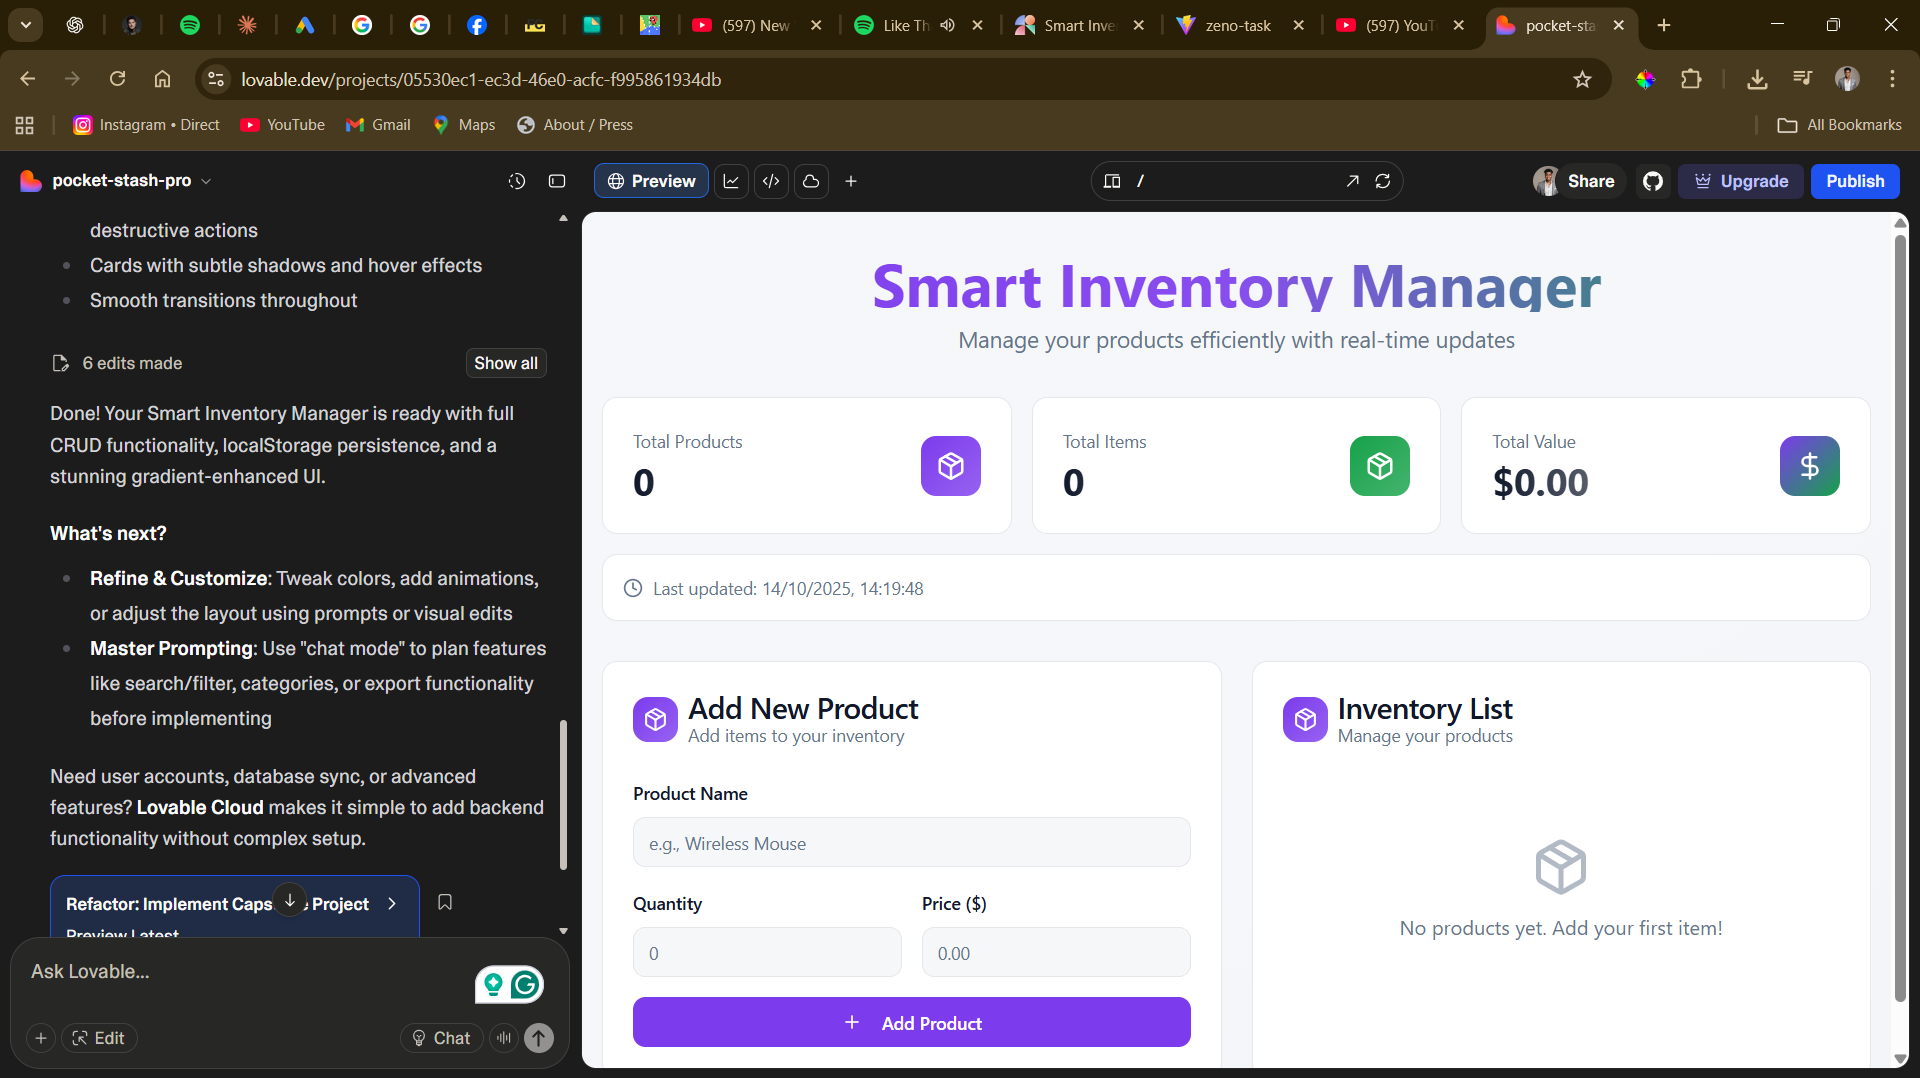 (597) New
Like Th
Smart Inve
zeno-task
(597) YouT
pocket-sta
lovable.dev/projects/05530ec1-ec3d-46e0-acfc-f995861934db
Instagram • Direct
YouTube
Gmail
Maps
About / Press
All Bookmarks
pocket-stash-pro
Preview
/
Share
Upgrade
Publish
destructive actions
Cards with subtle shadows and hover effects
Smooth transitions throughout
6 edits made
Show all
Done! Your Smart Inventory Manager is ready with full
CRUD functionality, localStorage persistence, and a
stunning gradient-enhanced UI.
What's next?
Refine & Customize: Tweak colors, add animations,
or adjust the layout using prompts or visual edits
Master Prompting: Use "chat mode" to plan features
like search/filter, categories, or export functionality
before implementing
Need user accounts, database sync, or advanced
features? Lovable Cloud makes it simple to add backend
functionality without complex setup.
Refactor: Implement Caps Project
Preview Latest
Ask Lovable...
Edit
Chat
Smart Inventory Manager
Manage your products efficiently with real-time updates
Total Products
0
Total Items
0
Total Value
$0.00
Last updated: 14/10/2025, 14:19:48
Add New Product
Add items to your inventory
Product Name
e.g., Wireless Mouse
Quantity
Price ($)
0
0.00
Add Product
Inventory List
Manage your products
No products yet. Add your first item!